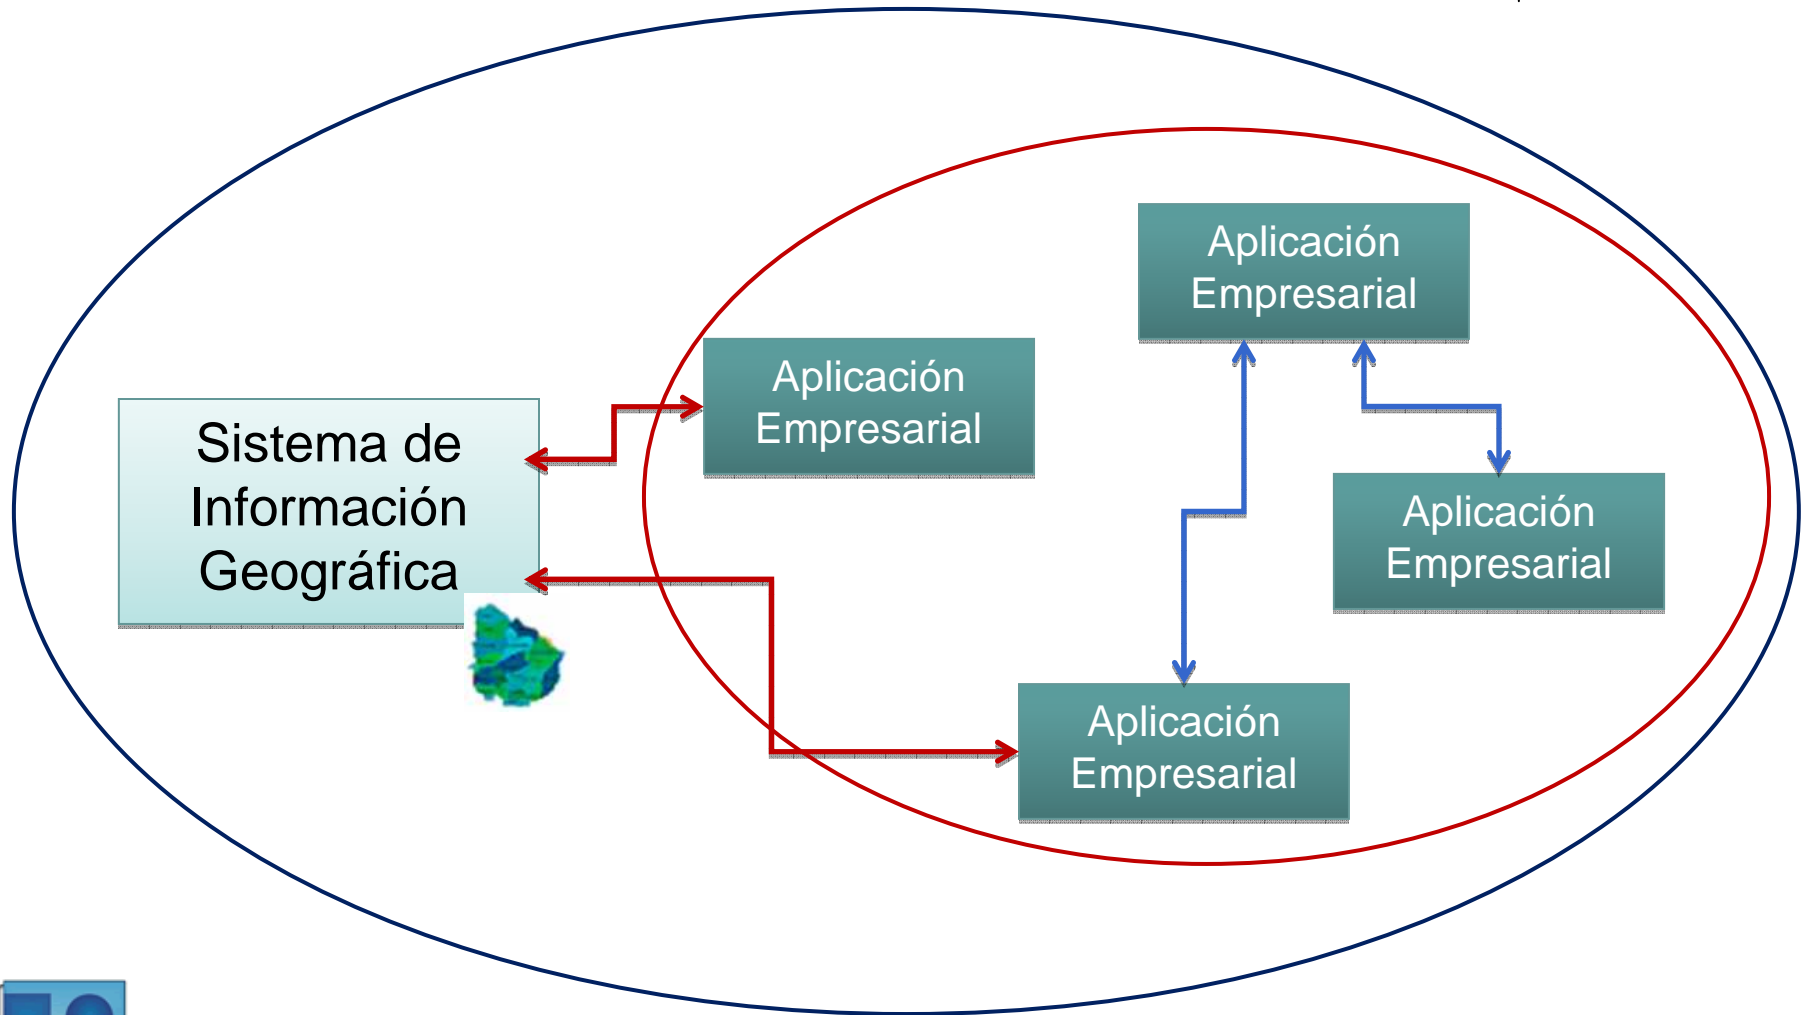 Aplicación
Empresarial
Aplicación
Empresarial
Sistema de
Información
Geográfica
Aplicación
Empresarial
Aplicación
Empresarial